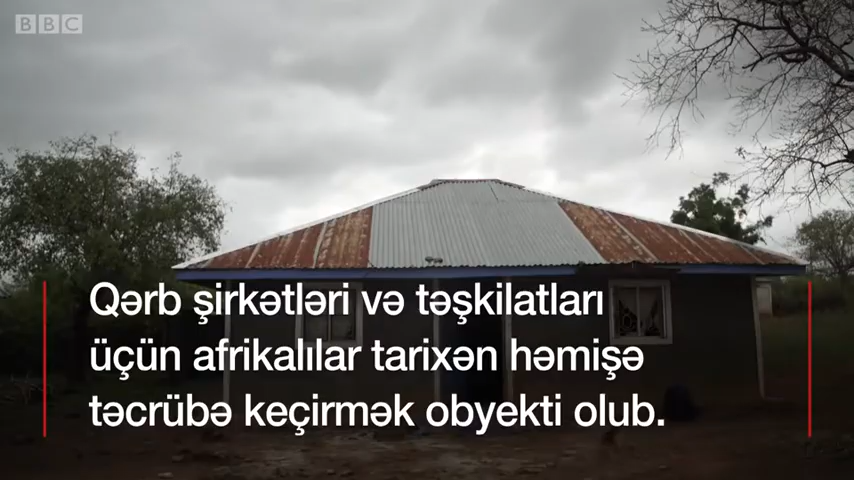 BBC
Qərb şirkətləri və təşkilatları
üçün afrikalılar tarixən həmişə
təcrübə keçirmək obyekti olub.